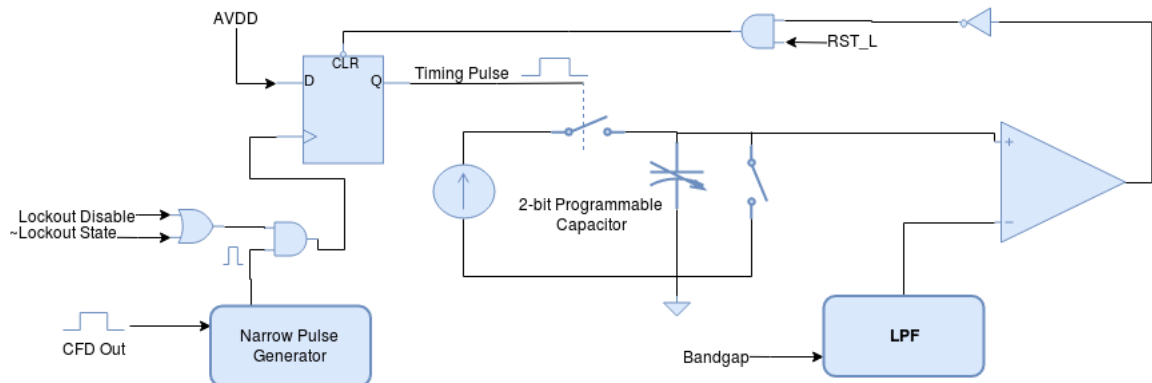 AVDD
CLR
D
Q
Timing Pulse
RST_L
+
2-bit Programmable
Capacitor
−
Lockout Disable
~Lockout State
CFD Out
Narrow Pulse
Generator
Bandgap
LPF